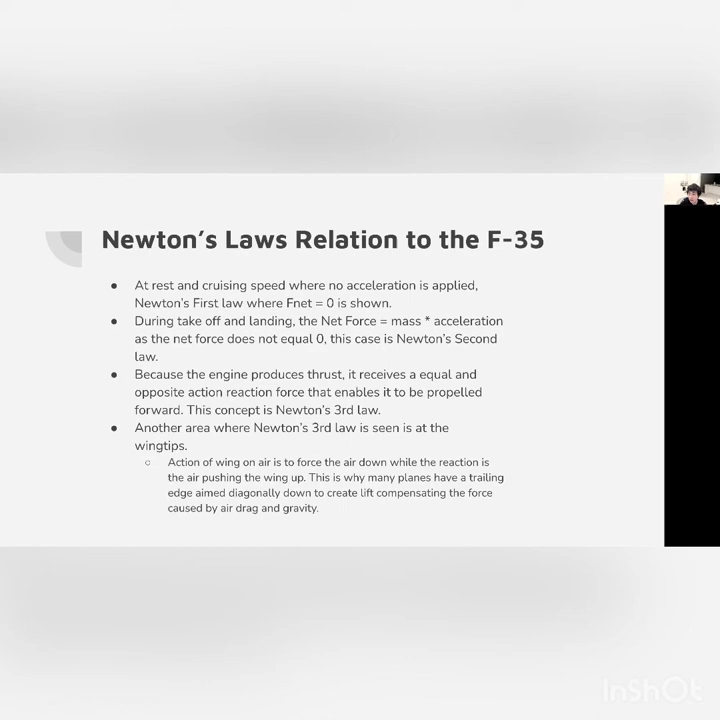 Newton's Laws Relation to the F-35
● At rest and cruising speed where no acceleration is applied,
Newton's First law where Fnet = 0 is shown.
● During take off and landing, the Net Force = mass * acceleration
as the net force does not equal 0, this case is Newton's Second
law.
● Because the engine produces thrust, it receives a equal and
opposite action reaction force that enables it to be propelled
forward. This concept is Newton's 3rd law.
● Another area where Newton's 3rd law is seen is at the
wingtips.
○ Action of wing on air is to force the air down while the reaction is
the air pushing the wing up. This is why many planes have a trailing
edge aimed diagonally down to create lift compensating the force
caused by air drag and gravity.
InShOt